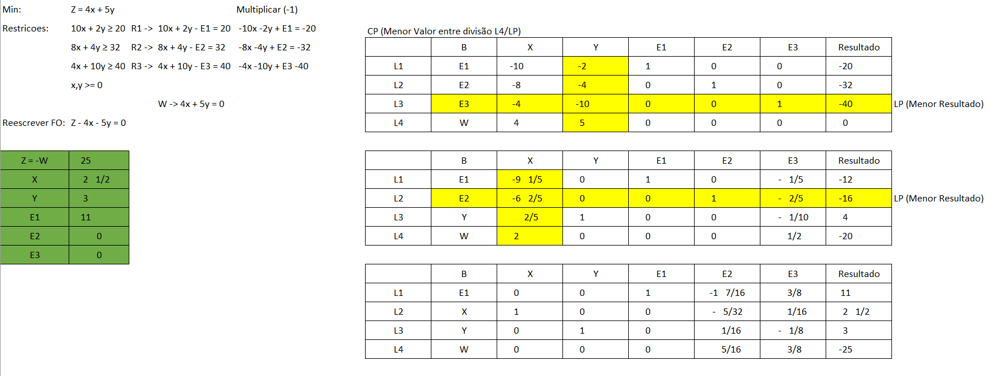 Min: Z = 4x + 5y Multiplicar (-1)
Restricoes: 10x + 2y ≥ 20 R1 -> 10x + 2y - E1 = 20 -10x -2y + E1 = -20
8x + 4y ≥ 32 R2 -> 8x + 4y - E2 = 32 -8x -4y + E2 = -32
4x + 10y ≥ 40 R3 -> 4x + 10y - E3 = 40 -4x -10y + E3 -40
x,y >= 0
W -> 4x + 5y = 0
Reescrever FO: Z - 4x - 5y = 0
Z = -W 25
X 2 1/2
Y 3
E1 11
E2 0
E3 0
CP (Menor Valor entre divisão L4/LP)
B X Y E1 E2 E3 Resultado
L1 E1 -10 -2 1 0 0 -20
L2 E2 -8 -4 0 1 0 -32
L3 E3 -4 -10 0 0 1 -40 LP (Menor Resultado)
L4 W 4 5 0 0 0 0
B X Y E1 E2 E3 Resultado
L1 E1 -9 1/5 0 1 0 - 1/5 -12
L2 E2 -6 2/5 0 0 1 - 2/5 -16 LP (Menor Resultado)
L3 Y 2/5 1 0 0 - 1/10 4
L4 W 2 0 0 0 1/2 -20
B X Y E1 E2 E3 Resultado
L1 E1 0 0 1 -1 7/16 3/8 11
L2 X 1 0 0 - 5/32 1/16 2 1/2
L3 Y 0 1 0 1/16 - 1/8 3
L4 W 0 0 0 5/16 3/8 -25